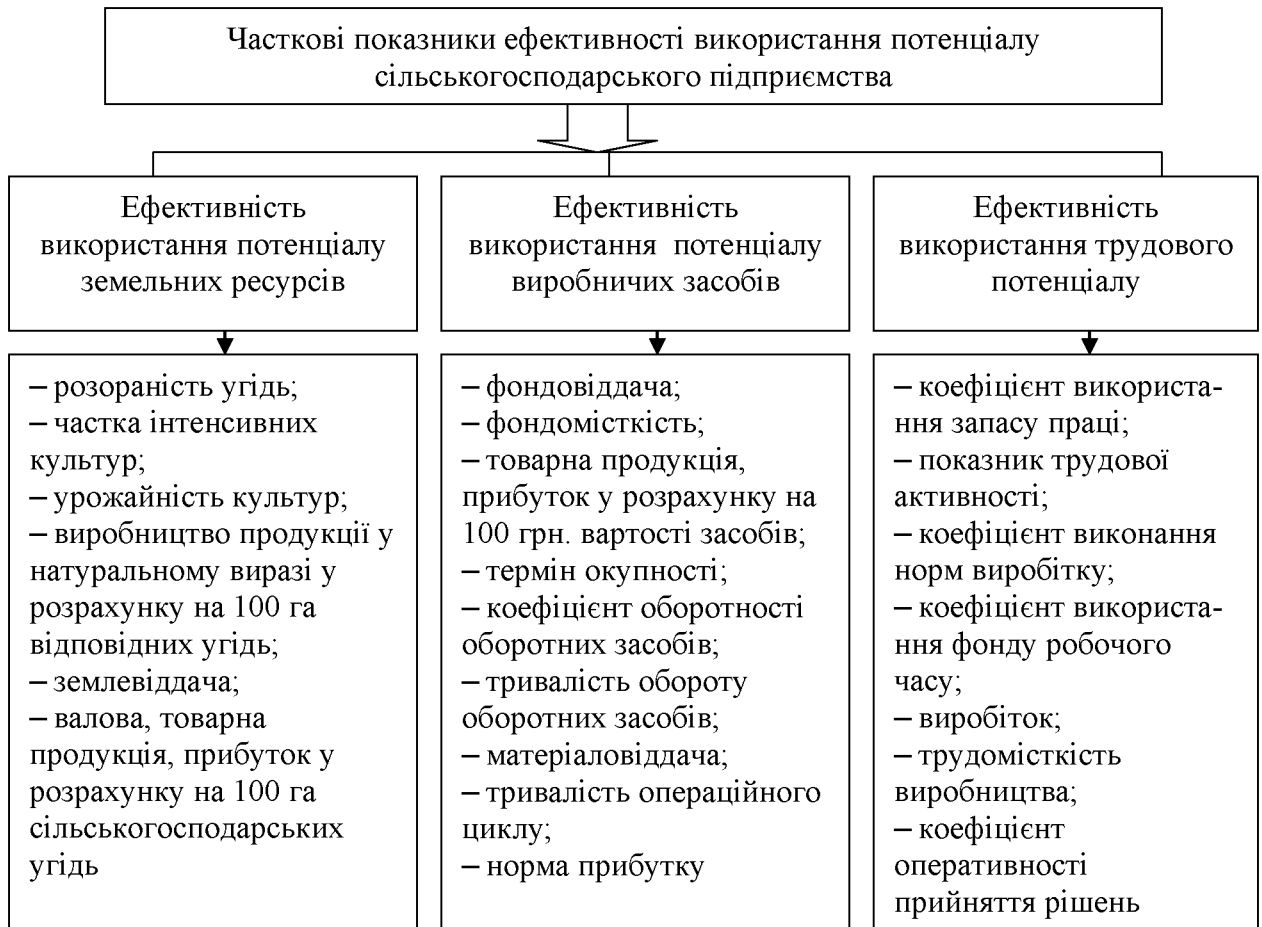 Часткові показники ефективності використання потенціалу
сільськогосподарського підприємства
Ефективність
використання потенціалу
земельних ресурсів
Ефективність
використання потенціалу
виробничих засобів
Ефективність
використання трудового
потенціалу
– розораність угідь;
– частка інтенсивних
культур;
– урожайність культур;
– виробництво продукції у
натуральному виразі у
розрахунку на 100 га
відповідних угідь;
– землевіддача;
– валова, товарна
продукція, прибуток у
розрахунку на 100 га
сільськогосподарських
угідь
– фондовіддача;
– фондомісткість;
– товарна продукція,
прибуток у розрахунку на
100 грн. вартості засобів;
– термін окупності;
– коефіцієнт оборотності
оборотних засобів;
– тривалість обороту
оборотних засобів;
– матеріаловіддача;
– тривалість операційного
циклу;
– норма прибутку
– коефіцієнт використа-
ння запасу праці;
– показник трудової
активності;
– коефіцієнт виконання
норм виробітку;
– коефіцієнт використа-
ння фонду робочого
часу;
– виробіток;
– трудомісткість
виробництва;
– коефіцієнт
оперативності
прийняття рішень